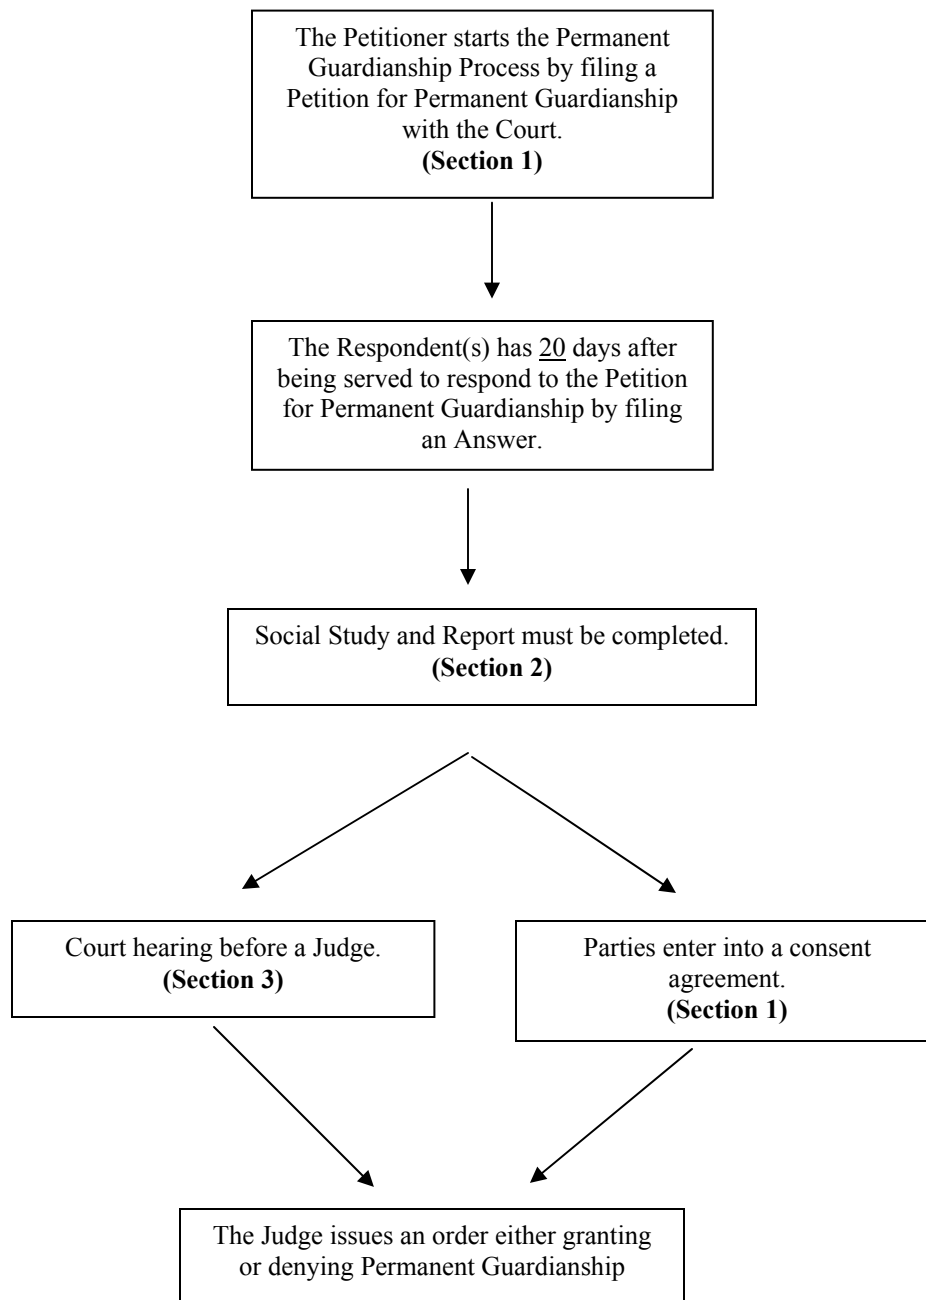 The Petitioner starts the Permanent
Guardianship Process by filing a
Petition for Permanent Guardianship
with the Court.
(Section 1)
The Respondent(s) has 20 days after
being served to respond to the Petition
for Permanent Guardianship by filing
an Answer.
Social Study and Report must be completed.
(Section 2)
Court hearing before a Judge.
(Section 3)
Parties enter into a consent
agreement.
(Section 1)
The Judge issues an order either granting
or denying Permanent Guardianship